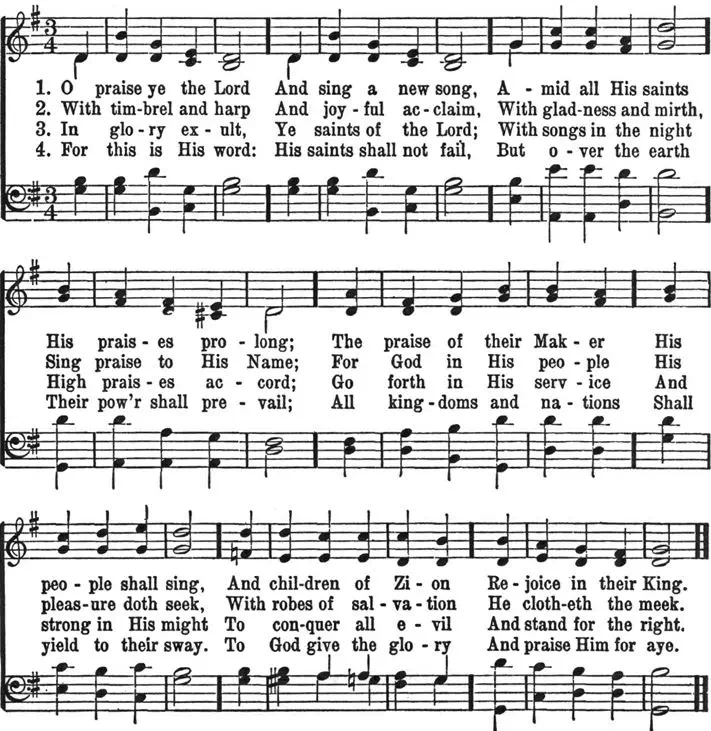 1. O praise ye the Lord And sing a new song, A - mid all His saints
2. With tim-brel and harp And joy - ful ac - claim, With glad-ness and mirth,
3. In glo - ry ex - ult, Ye saints of the Lord; With songs in the night
4. For this is His word: His saints shall not fail, But o - ver the earth
His prais - es pro - long; The praise of their Mak - er His
Sing praise to His Name; For God in His peo - ple His
High prais - es ac - cord; Go forth in His serv - ice And
Their pow'r shall pre - vail; All king - doms and na - tions Shall
peo - ple shall sing, And chil - dren of Zi - on Re - joice in their King.
pleas - ure doth seek, With robes of sal - va - tion He cloth-eth the meek.
strong in His might To con-quer all e - vil And stand for the right.
yield to their sway. To God give the glo - ry And praise Him for aye.